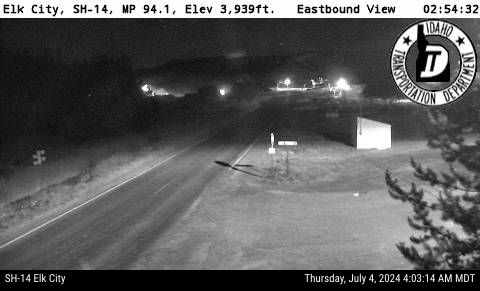 Elk City, SH-14, MP 94.1, Elev 3,939ft. Eastbound View 02:54:32
IDAHO
TRANSPORTATION DEPARTMENT
SH-14 Elk City Thursday, July 4, 2024 4:03:14 AM MDT